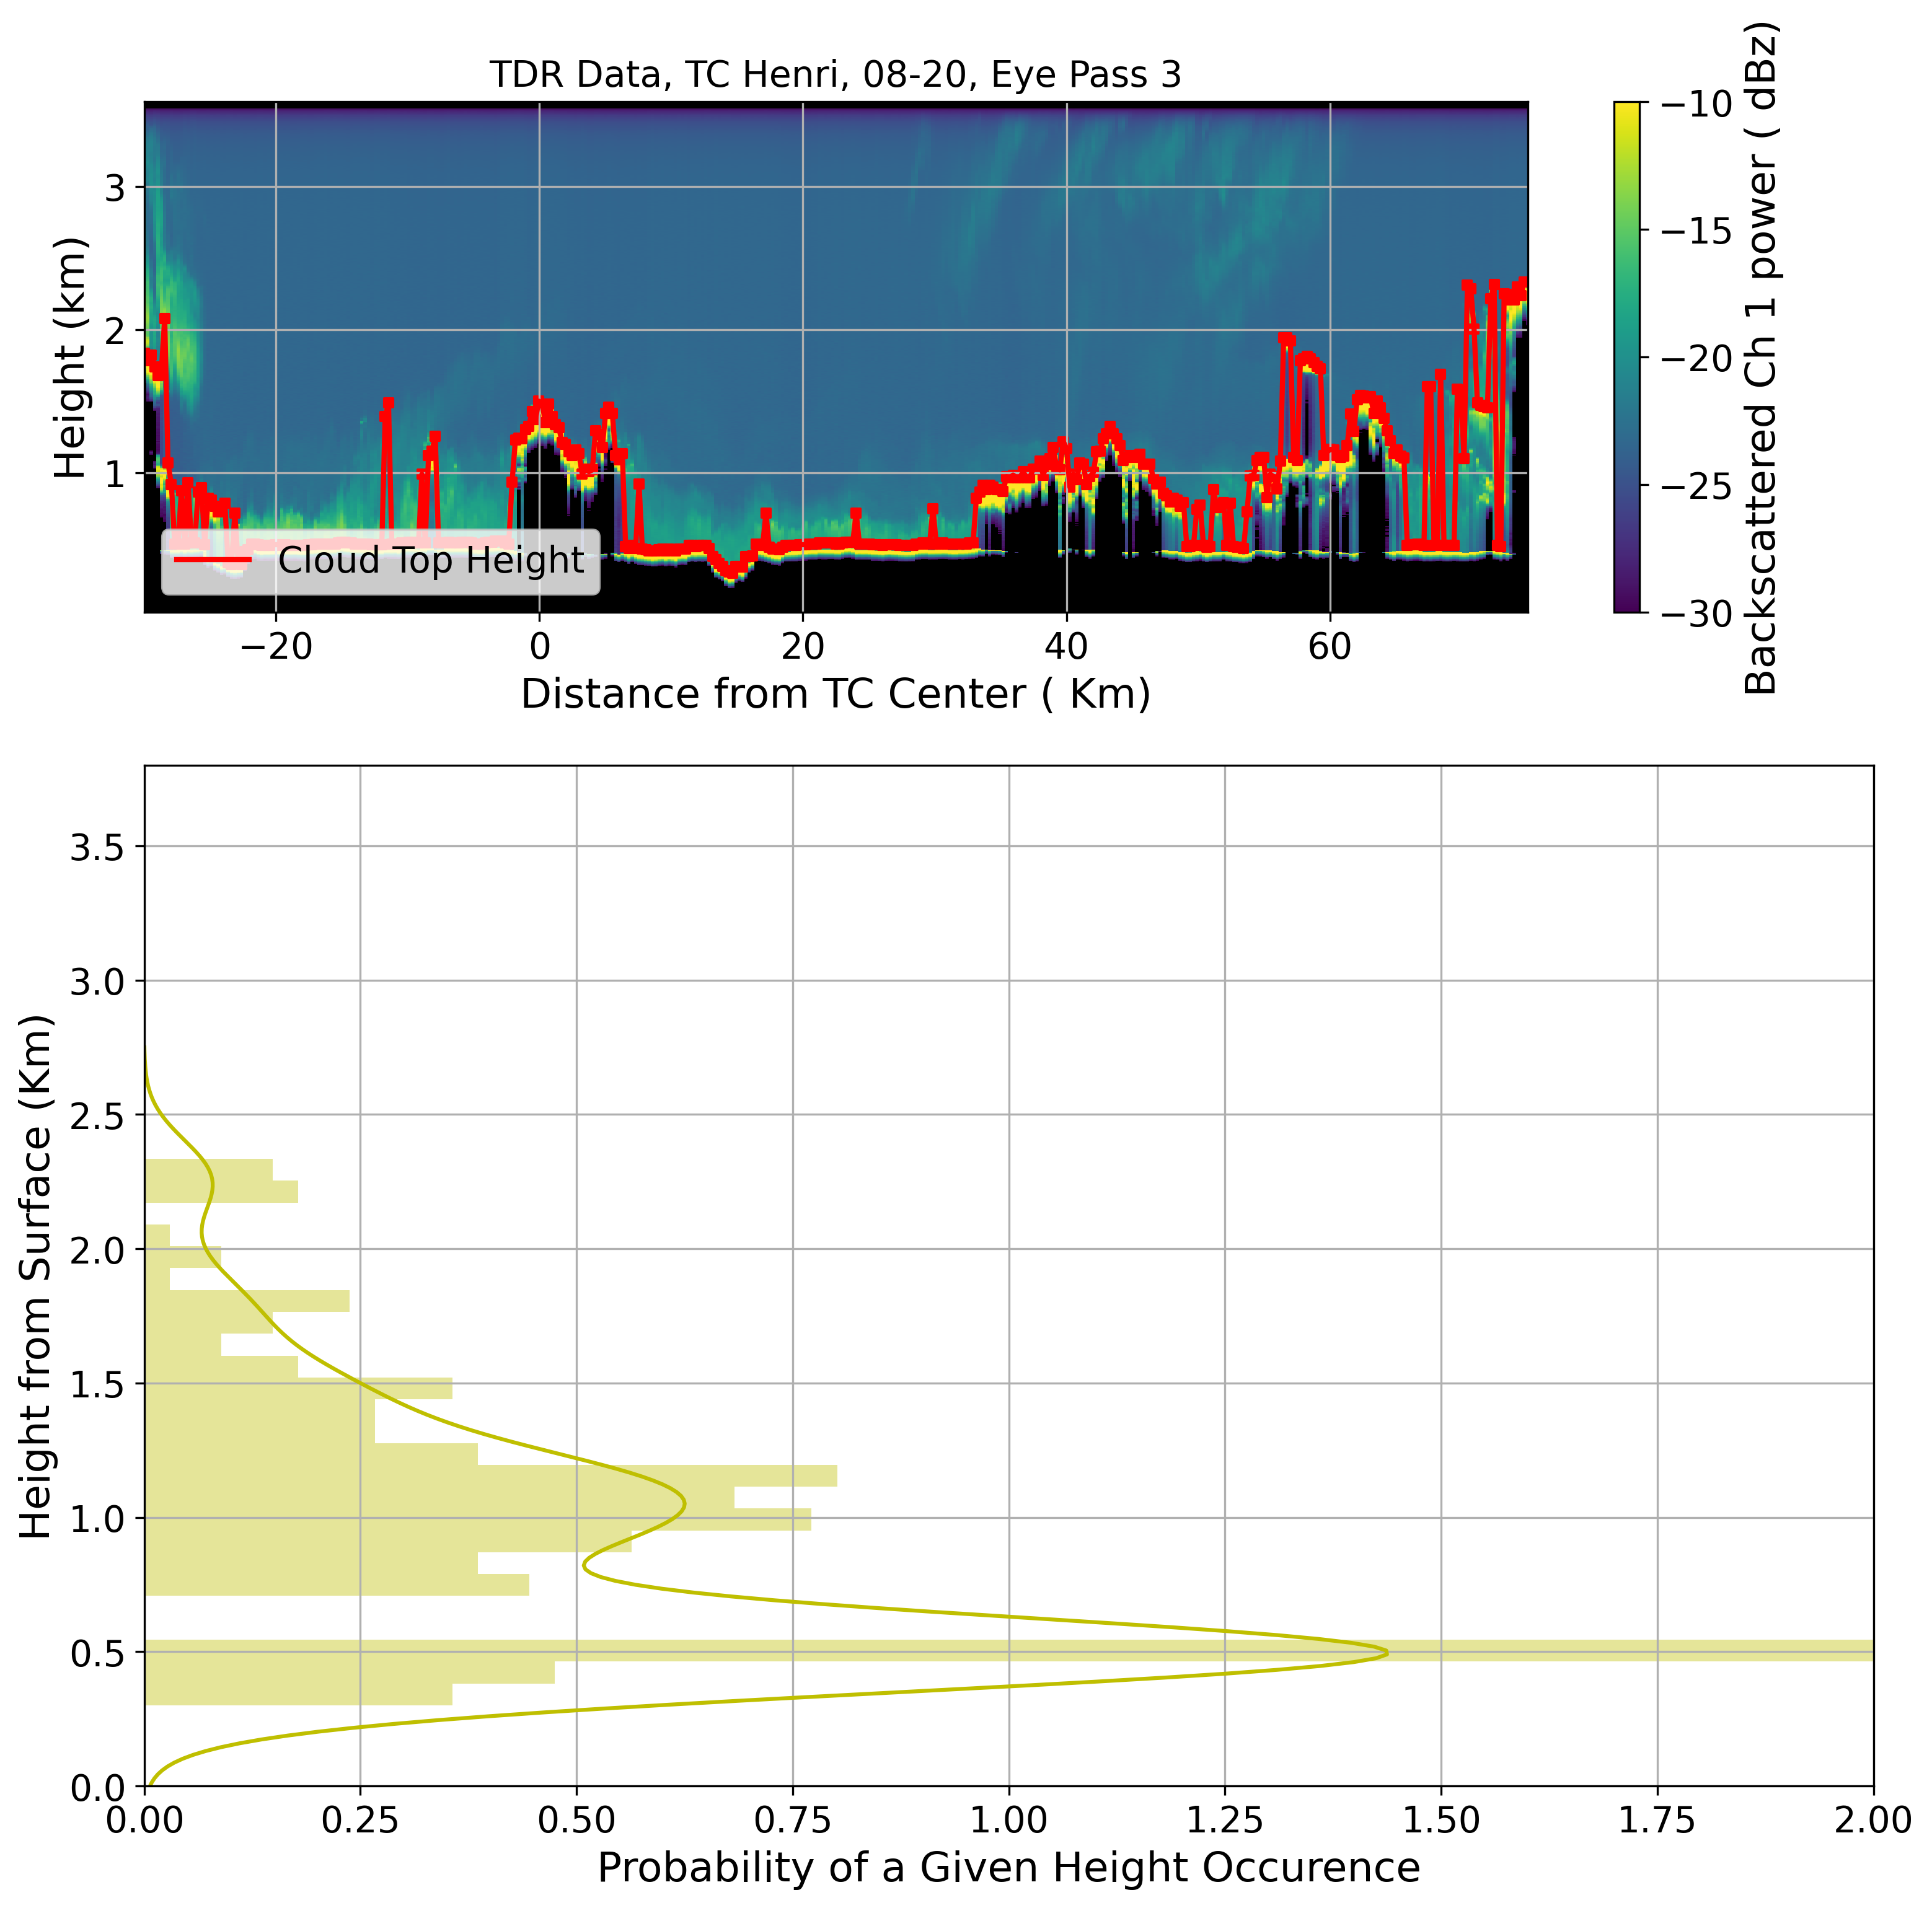 TDR Data, TC Henri, 08-20, Eye Pass 3
Height (km)
3
2
1
Cloud Top Height
−20 0 20 40 60
Distance from TC Center ( Km)
−10
−15
−20
−25
−30
Backscattered Ch 1 power ( dBz)
Height from Surface (Km)
3.5
3.0
2.5
2.0
1.5
1.0
0.5
0.0
0.00 0.25 0.50 0.75 1.00 1.25 1.50 1.75 2.00
Probability of a Given Height Occurence